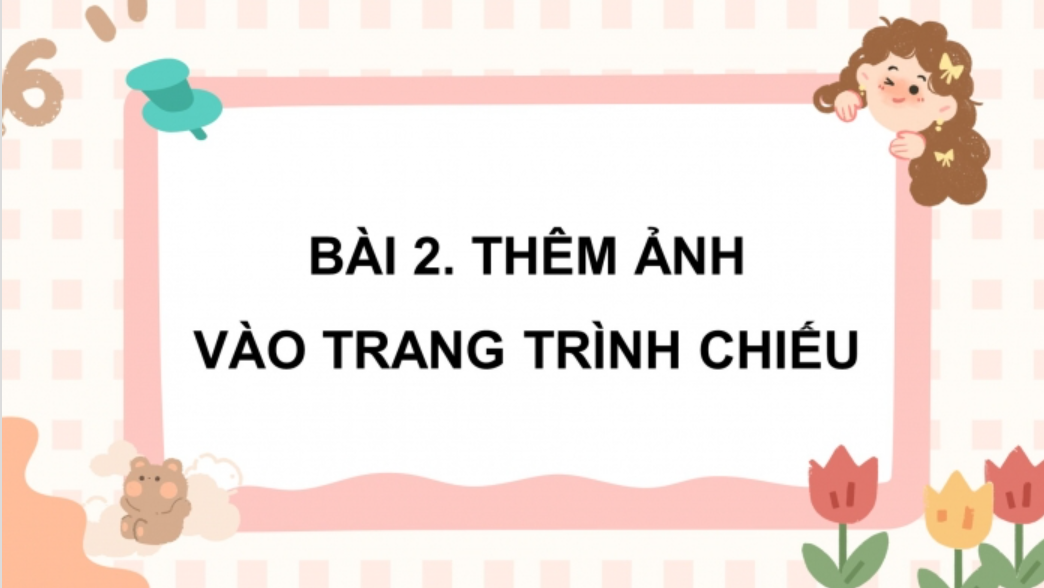 BÀI 2. THÊM ẢNH
VÀO TRANG TRÌNH CHIẾU